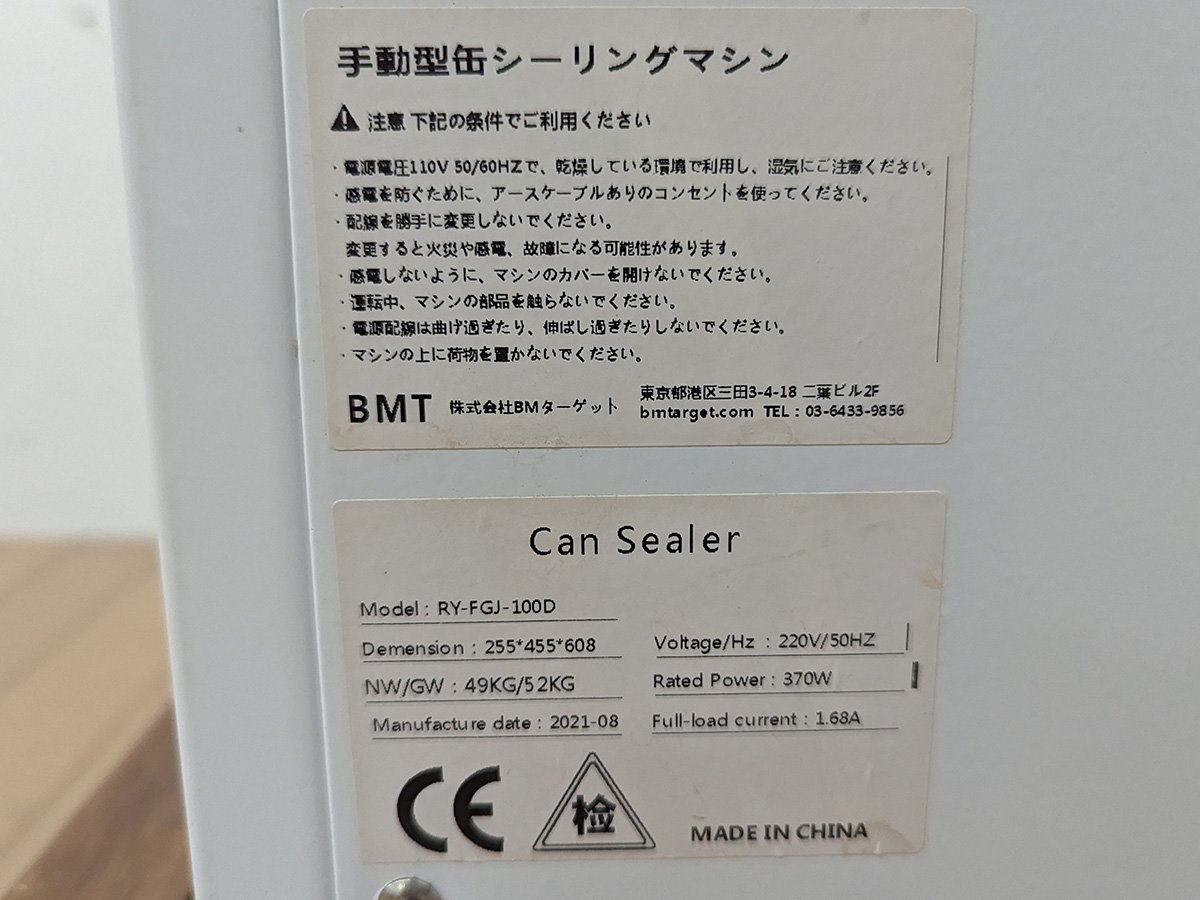 手動型缶シーリングマシン
注意 下記の条件でご利用ください
・電源電圧110V 50/60HZで、乾燥している環境で利用し、湿気にご注意ください。
・感電を防ぐために、アースケーブルありのコンセントを使ってください。
・配線を勝手に変更しないでください。
変更すると火災や感電、故障になる可能性があります。
・感電しないように、マシンのカバーを開けないでください。
・運転中、マシンの部品を触らないでください。
・電源配線は曲げ過ぎたり、伸ばし過ぎたりしないでください。
・マシンの上に荷物を置かないでください。
BMT 株式会社BMターゲット
東京都港区三田3-4-18 二葉ビル2F
bmtarget.com TEL：03-6433-9856
Can Sealer
Model：RY-FGJ-100D
Demension：255*455*608
Voltage/Hz ：220V/50HZ
NW/GW：49KG/52KG
Rated Power：370W
Manufacture date：2021-08
Full-load current：1.68A
CE
检
MADE IN CHINA